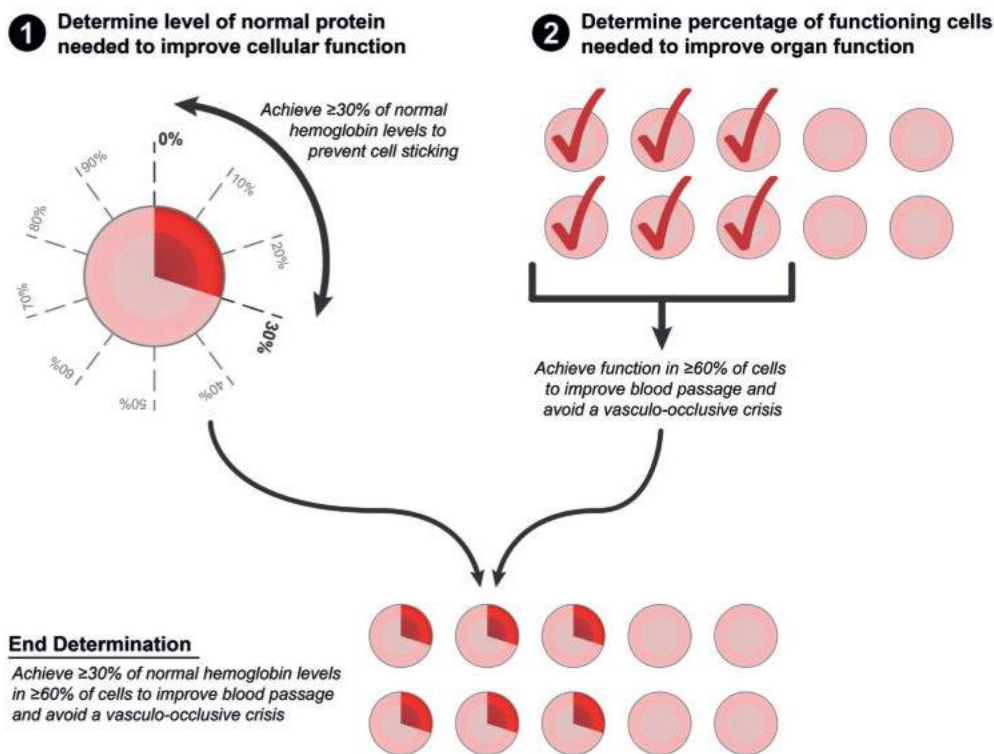 1 Determine level of normal protein
needed to improve cellular function
Achieve ≥30% of normal
hemoglobin levels to
prevent cell sticking
0%
10%
20%
30%
40%
50%
60%
70%
80%
90%
2 Determine percentage of functioning cells
needed to improve organ function
Achieve function in ≥60% of cells
to improve blood passage and
avoid a vasculo-occlusive crisis
End Determination
Achieve ≥30% of normal hemoglobin levels
in ≥60% of cells to improve blood passage
and avoid a vasculo-occlusive crisis